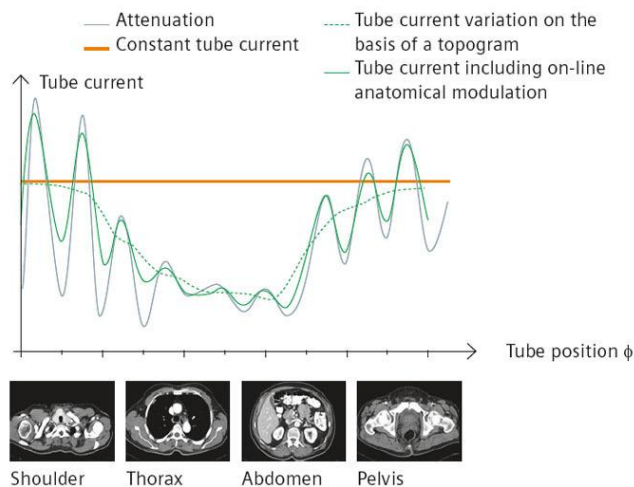 Attenuation
Constant tube current
Tube current variation on the
basis of a topogram
Tube current including on-line
anatomical modulation
Tube current
Tube position ϕ
Shoulder
Thorax
Abdomen
Pelvis